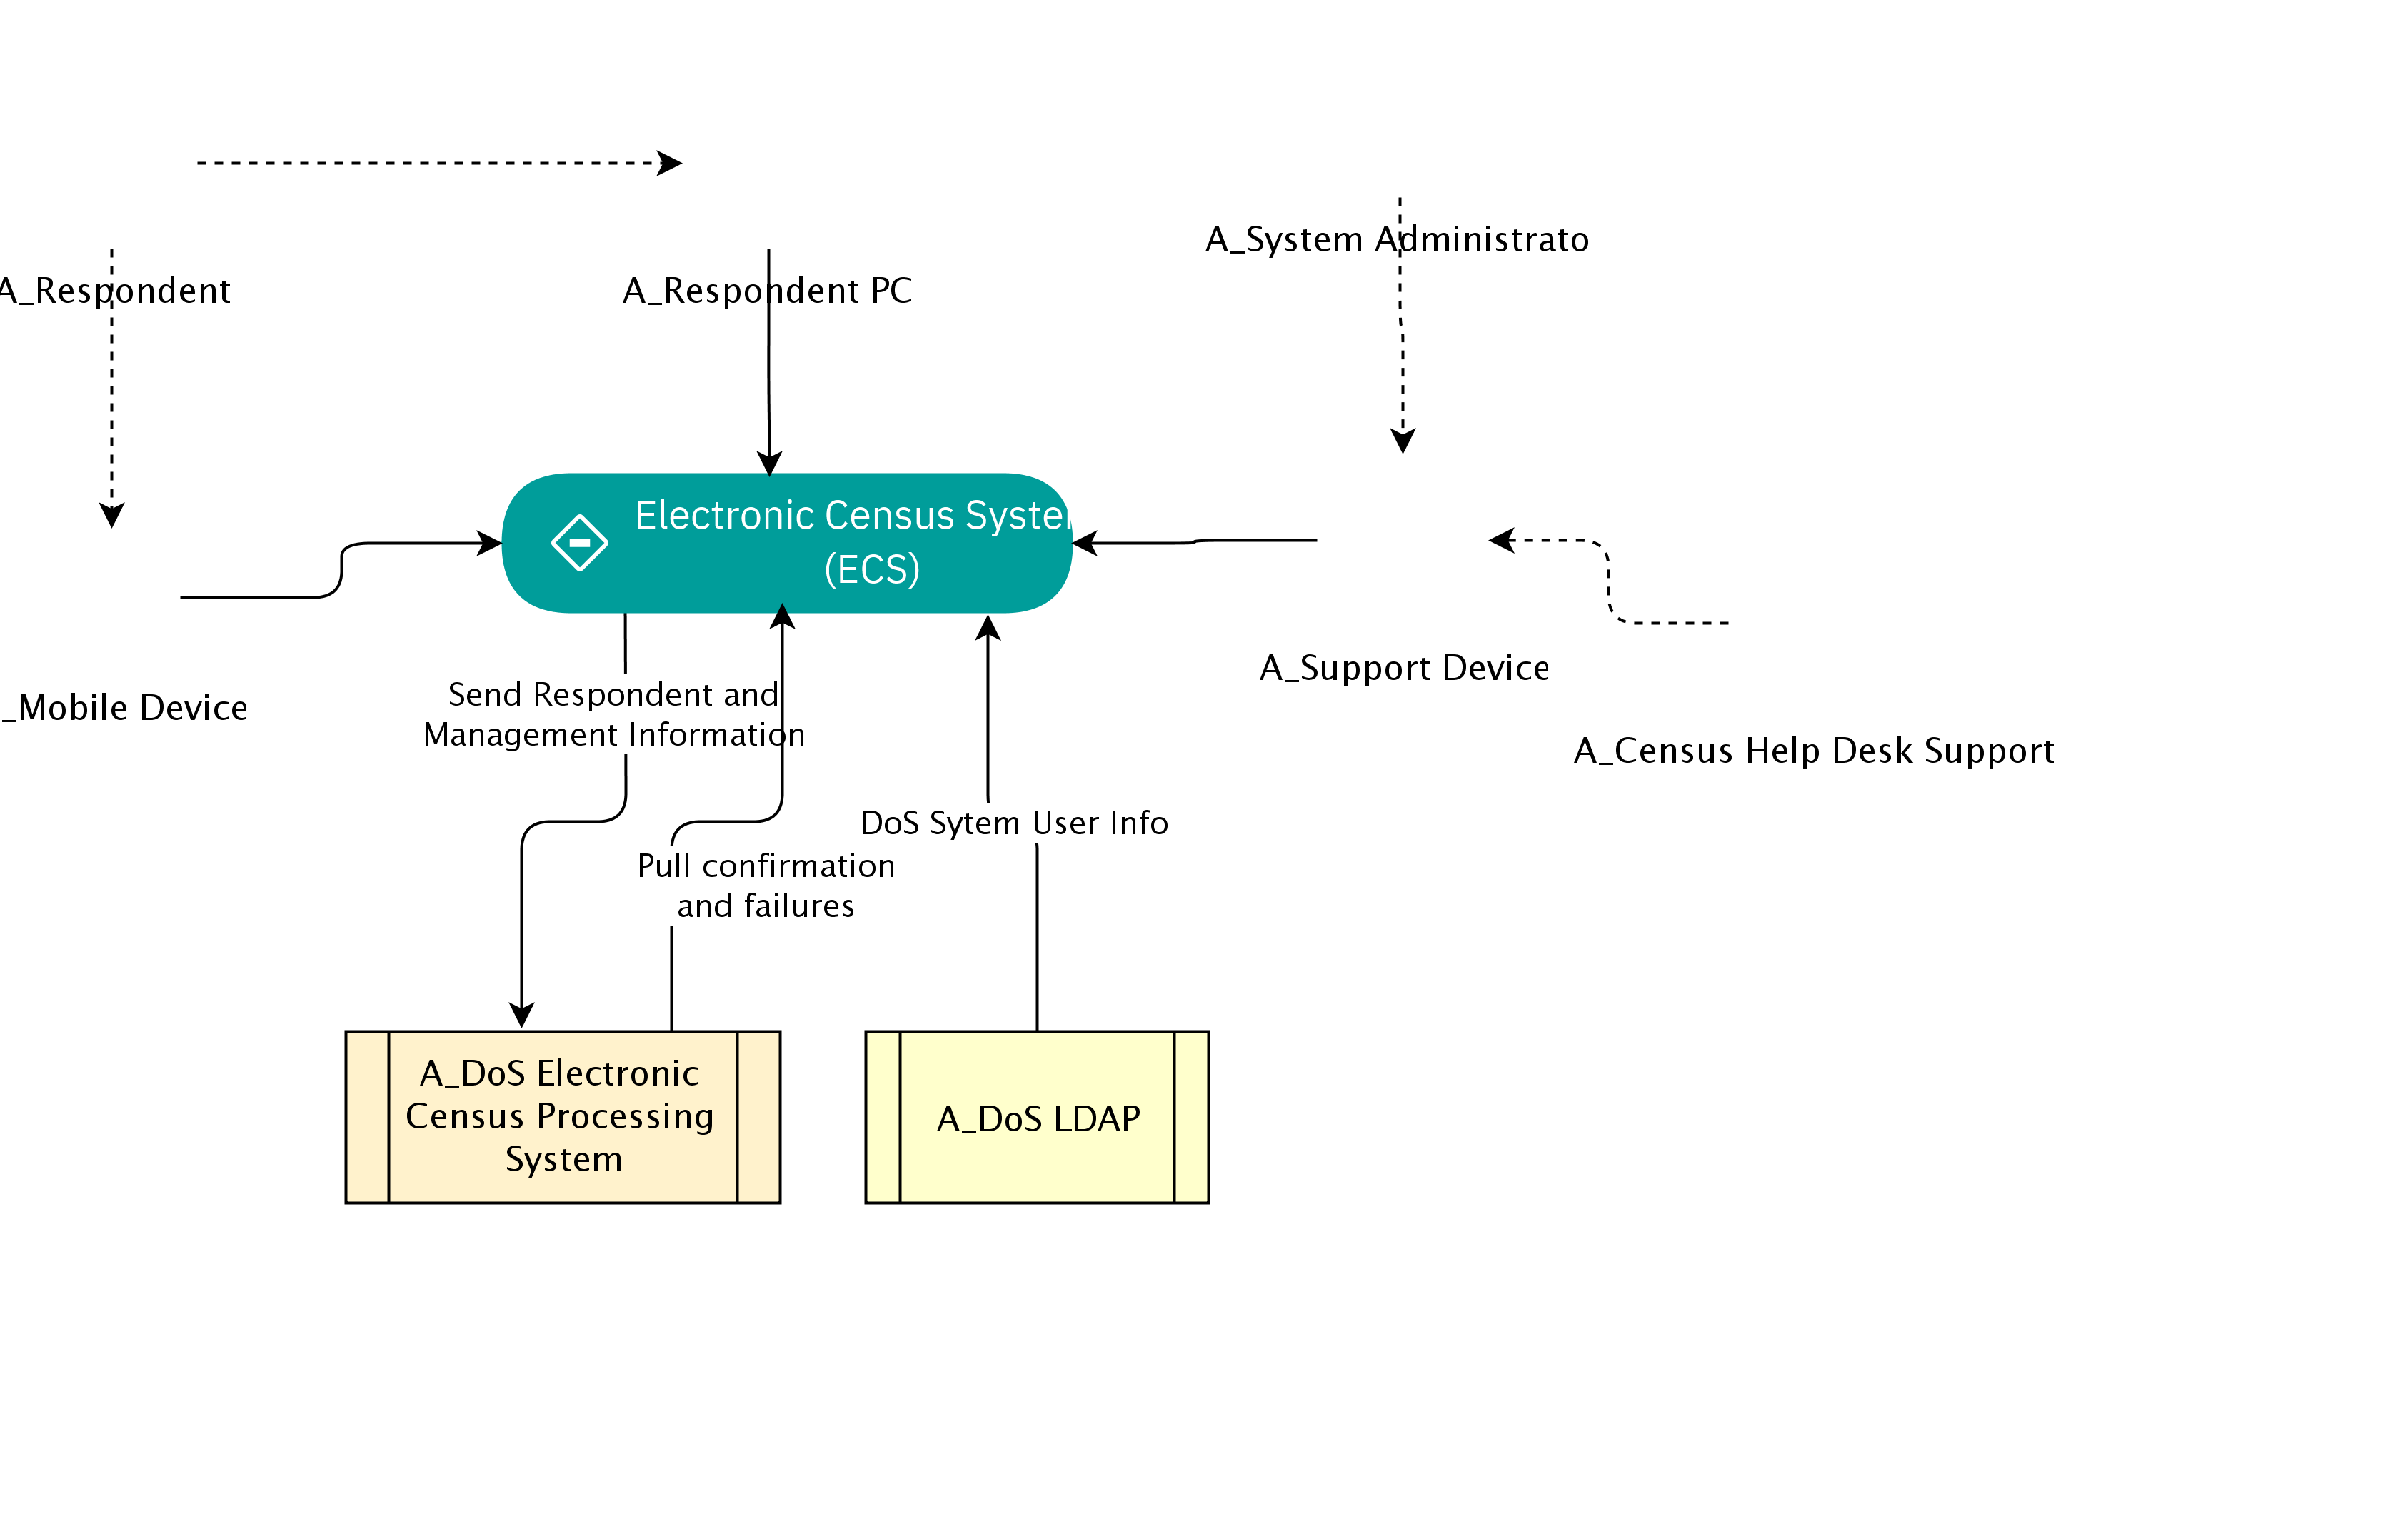 A_System Administrato
A_Respondent
A_Respondent PC
Electronic Census System
(ECS)
A_Support Device
Send Respondent and
Management Information
_Mobile Device
A_Census Help Desk Support
DoS Sytem User Info
Pull confirmation
and failures
A_DoS Electronic
Census Processing
System
A_DoS LDAP